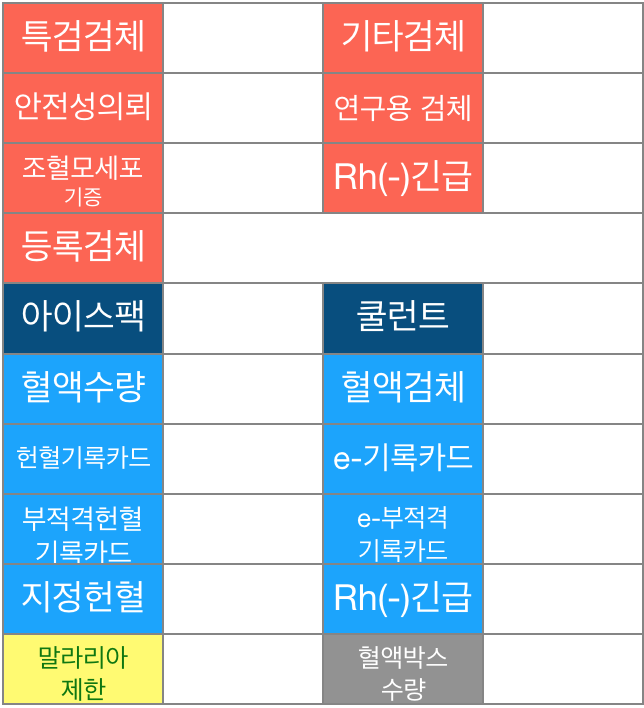 특검검체 기타검체
안전성의뢰 연구용 검체
조혈모세포
기증
Rh(-)긴급
등록검체
아이스팩 쿨런트
혈액수량 혈액검체
헌혈기록카드 e-기록카드
부적격헌혈
기록카드
e-부적격
기록카드
지정헌혈 Rh(-)긴급
말라리아
제한
혈액박스
수량